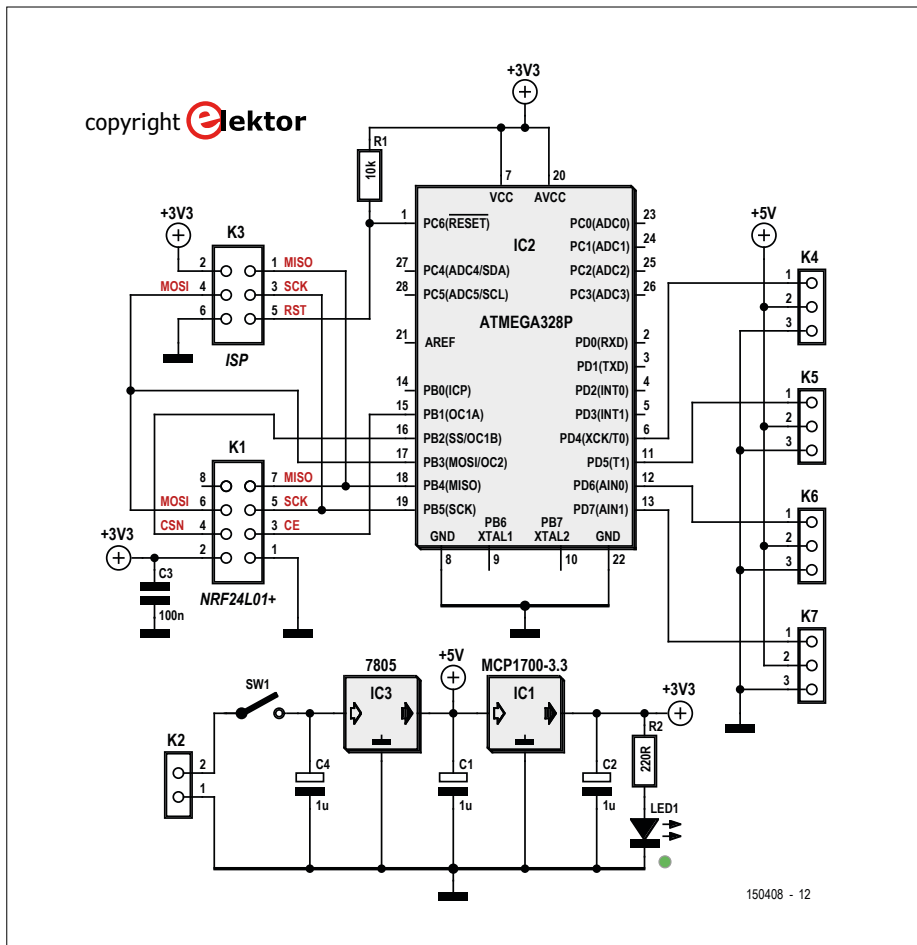 copyright elektor
+3V3
R1
10k
7
20
VCC
AVCC
+3V3
K3
2
1
MISO
MOSI
4
3
SCK
6
5
RST
ISP
1
PC6(RESET)
IC2
27
PC4(ADC4/SDA)
28
PC5(ADC5/SCL)
ATMEGA328P
21
AREF
14
PB0(ICP)
15
PB1(OC1A)
16
PB2(SS/OC1B)
17
PB3(MOSI/OC2)
18
PB4(MISO)
19
PB5(SCK)
PC0(ADC0)
23
PC1(ADC1)
24
PC2(ADC2)
25
PC3(ADC3)
26
PD0(RXD)
2
PD1(TXD)
3
PD2(INT0)
4
PD3(INT1)
5
PD4(XCK/T0)
6
PD5(T1)
11
PD6(AIN0)
12
PD7(AIN1)
13
GND
PB6
XTAL1
PB7
XTAL2
GND
8
9
10
22
K1
8
7
MISO
MOSI
6
5
SCK
CSN
4
3
CE
+3V3
2
1
C3
100n
NRF24L01+
+5V
K4
1
2
3
K5
1
2
3
K6
1
2
3
K7
1
2
3
K2
2
1
SW1
7805
IC3
+5V
MCP1700-3.3
IC1
+3V3
C4
1u
C1
1u
C2
1u
R2
220R
LED1
150408 - 12